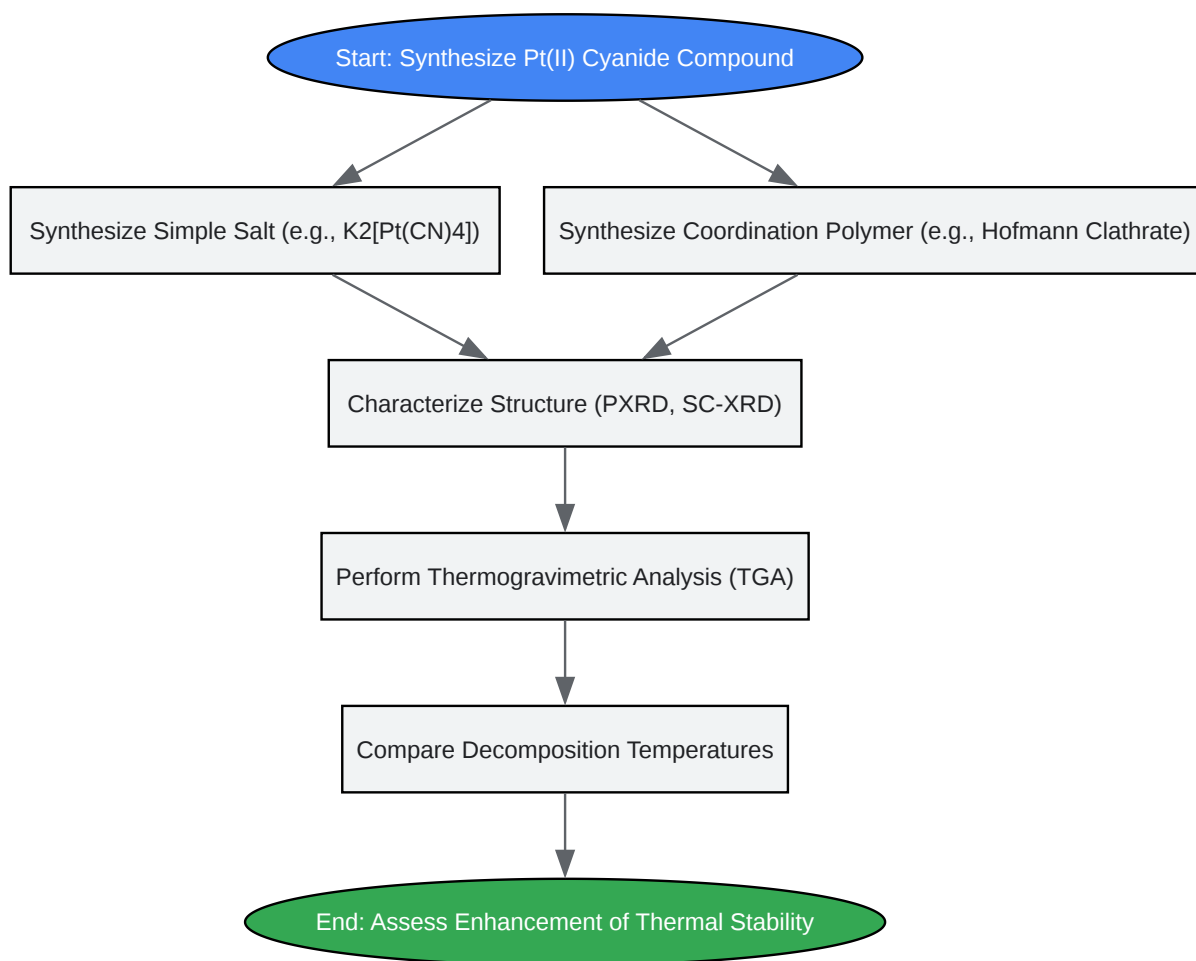 Start: Synthesize Pt(II) Cyanide Compound
Synthesize Simple Salt (e.g., K2[Pt(CN)4])
Synthesize Coordination Polymer (e.g., Hofmann Clathrate)
Characterize Structure (PXRD, SC-XRD)
Perform Thermogravimetric Analysis (TGA)
Compare Decomposition Temperatures
End: Assess Enhancement of Thermal Stability